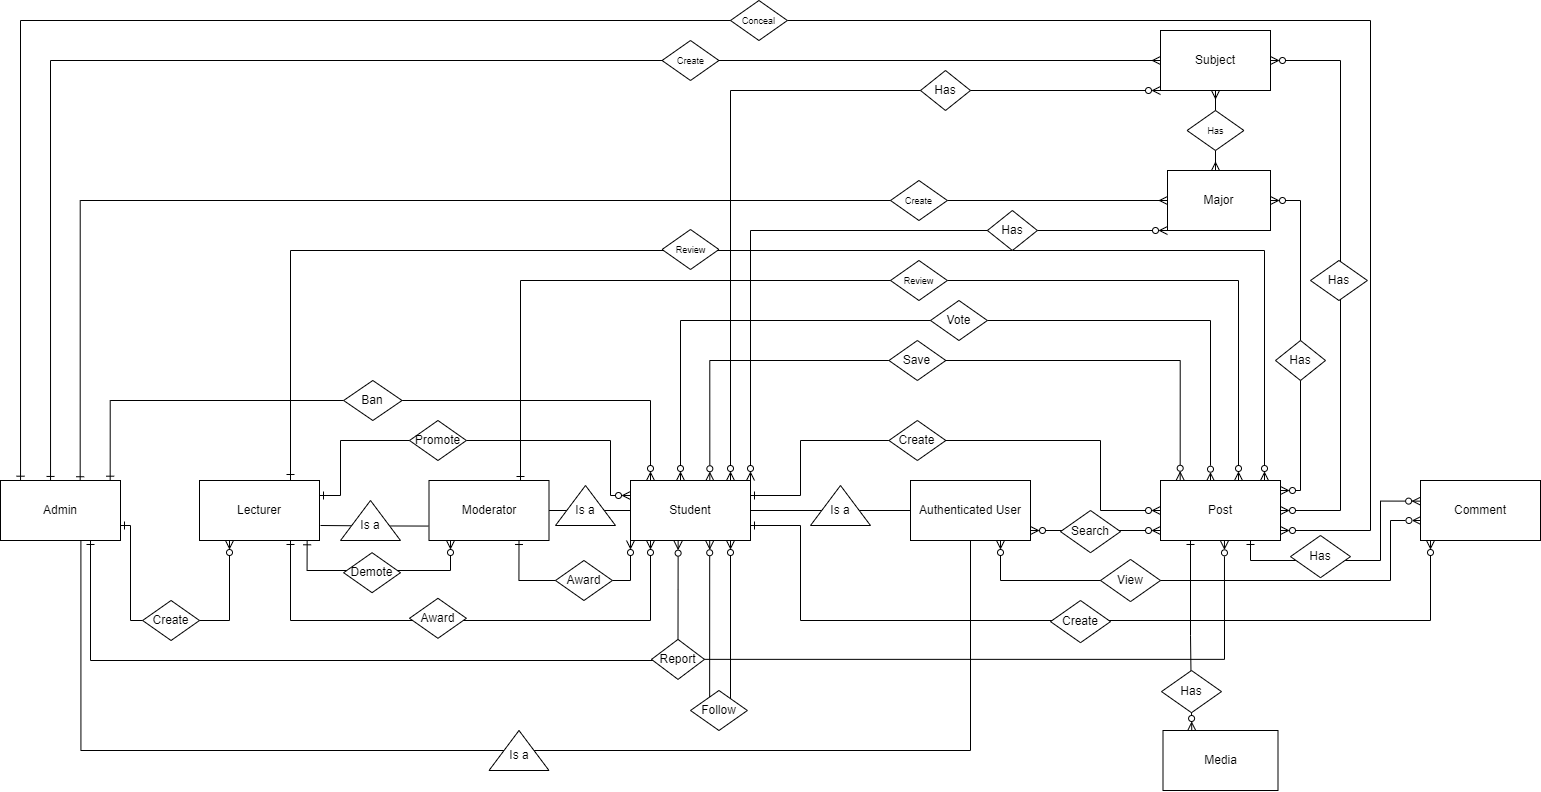 Conceal
Create
Subject
Has
Has
Create
Major
Has
Review
Review
Has
Vote
Save
Has
Ban
Promote
Create
Admin
Lecturer
Is a
Moderator
Is a
Student
Is a
Authenticated User
Search
Post
Comment
Has
Demote
Award
View
Create
Award
Create
Report
Has
Follow
Is a
Media